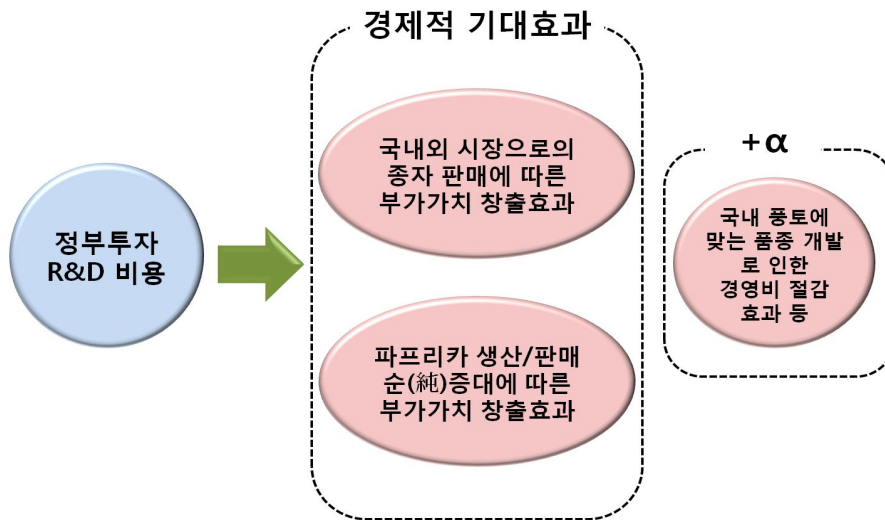 경제적 기대효과
정부투자
R&D 비용
국내외 시장으로의
종자 판매에 따른
부가가치 창출효과
파프리카 생산/판매
순(純)증대에 따른
부가가치 창출효과
+α
국내 풍토에
맞는 품종 개발
로 인한
경영비 절감
효과 등